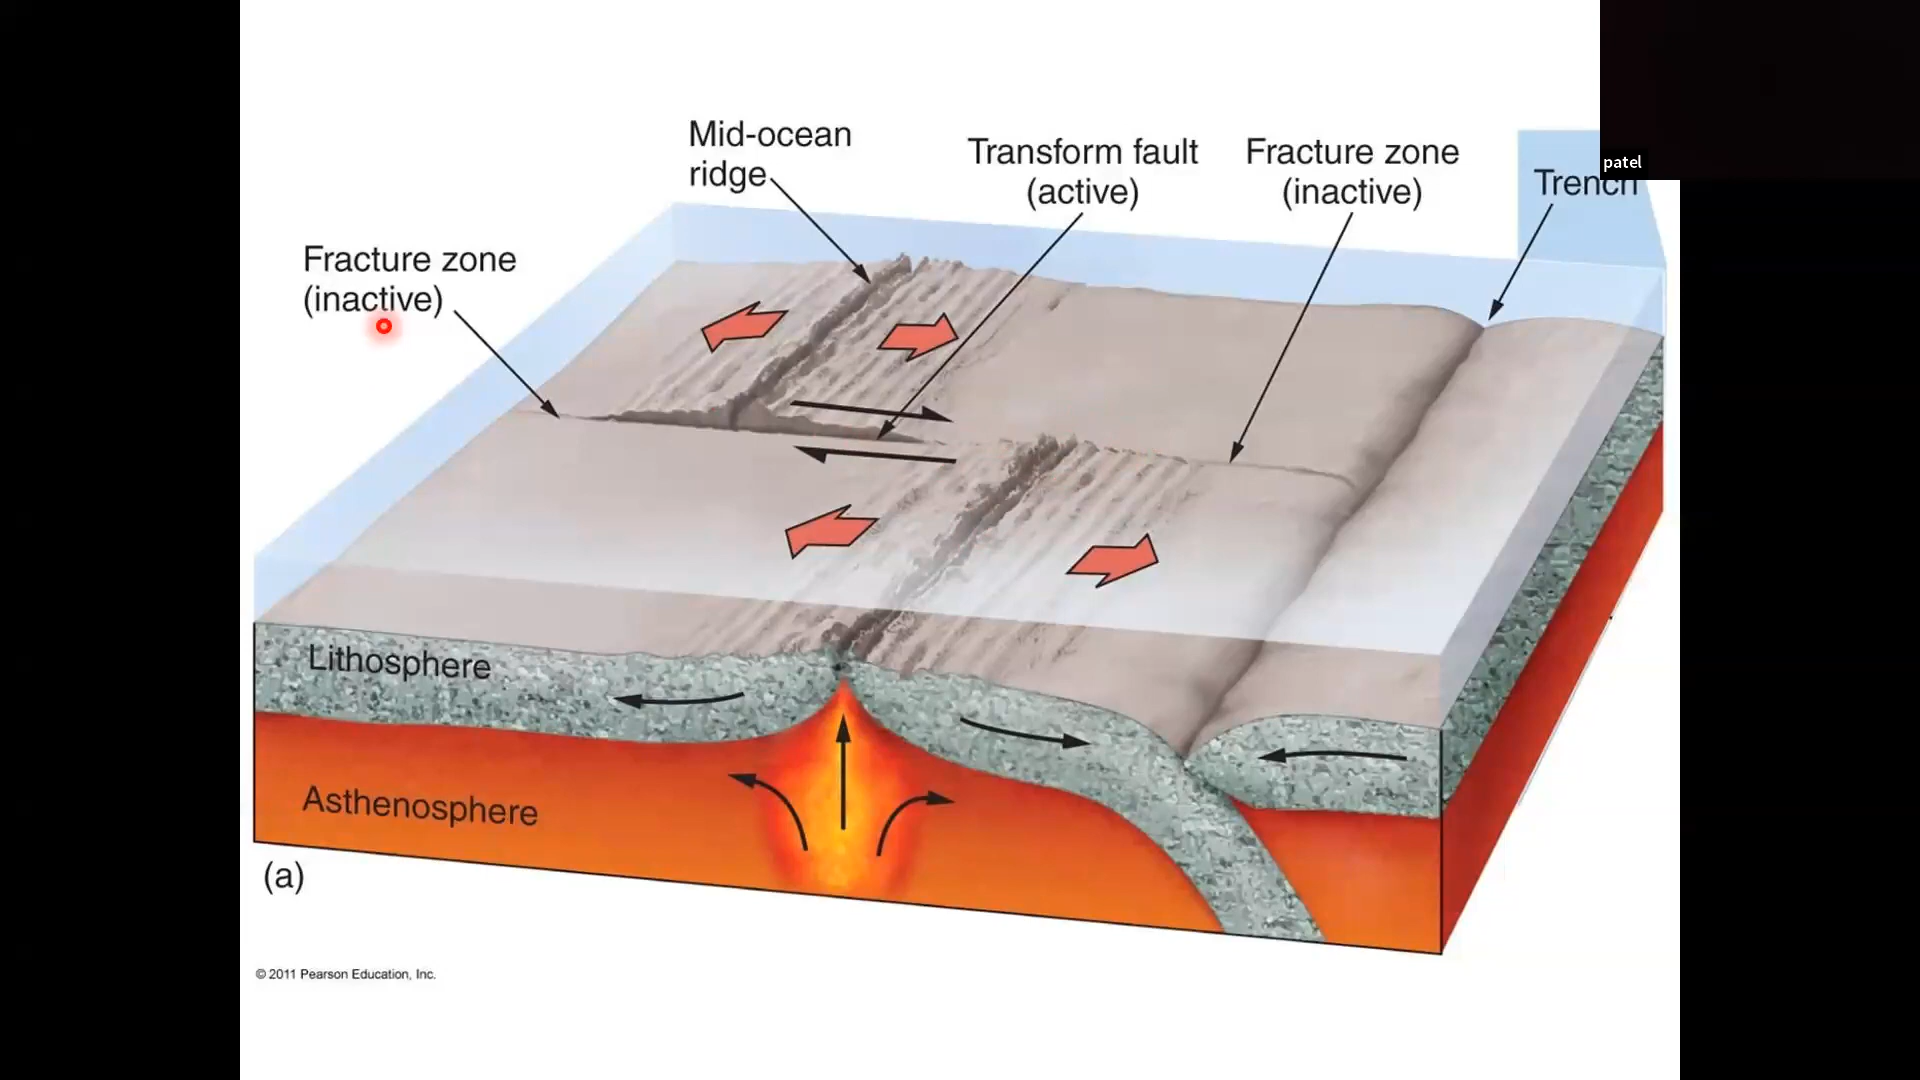 patel
Mid-ocean
ridge
Transform fault
(active)
Fracture zone
(inactive)
Trench
Fracture zone
(inactive)
Lithosphere
Asthenosphere
(a)
© 2011 Pearson Education, Inc.